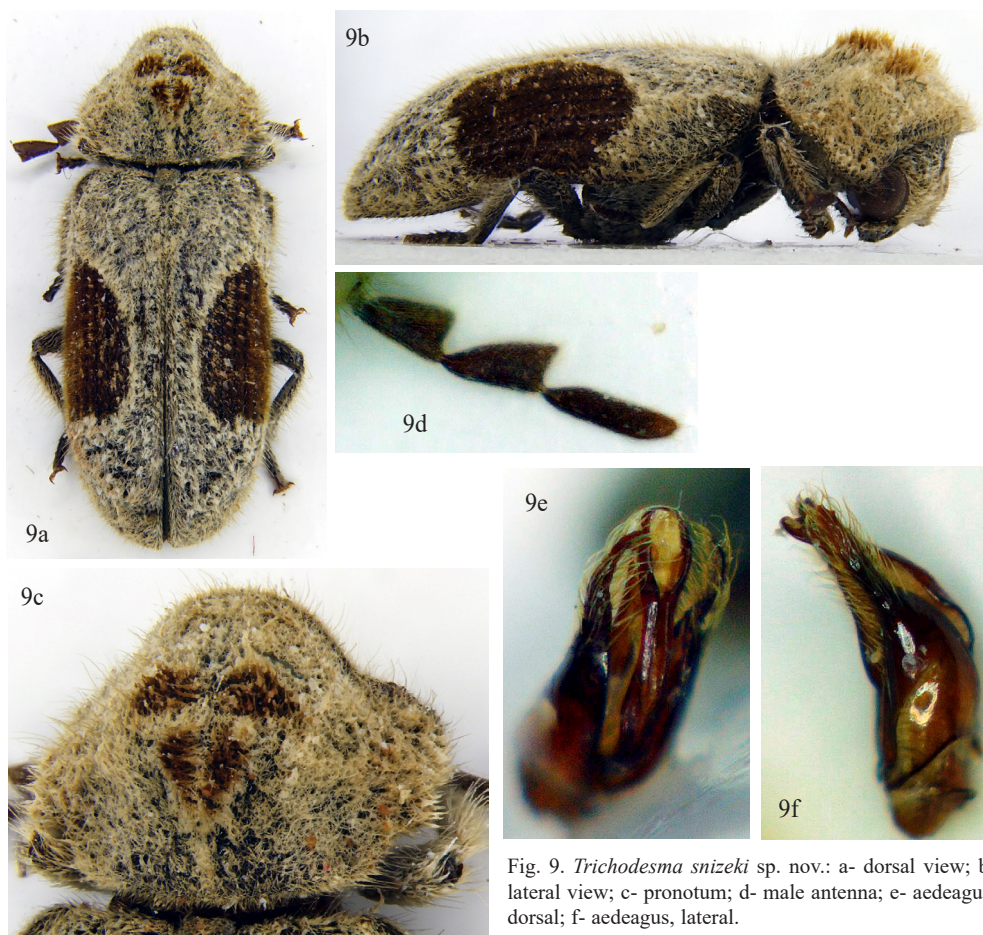 9a
9b
9c
9d
9e
9f
Fig. 9. Trichodesma snizeki sp. nov.: a- dorsal view; b
lateral view; c- pronotum; d- male antenna; e- aedeagu
dorsal; f- aedeagus, lateral.